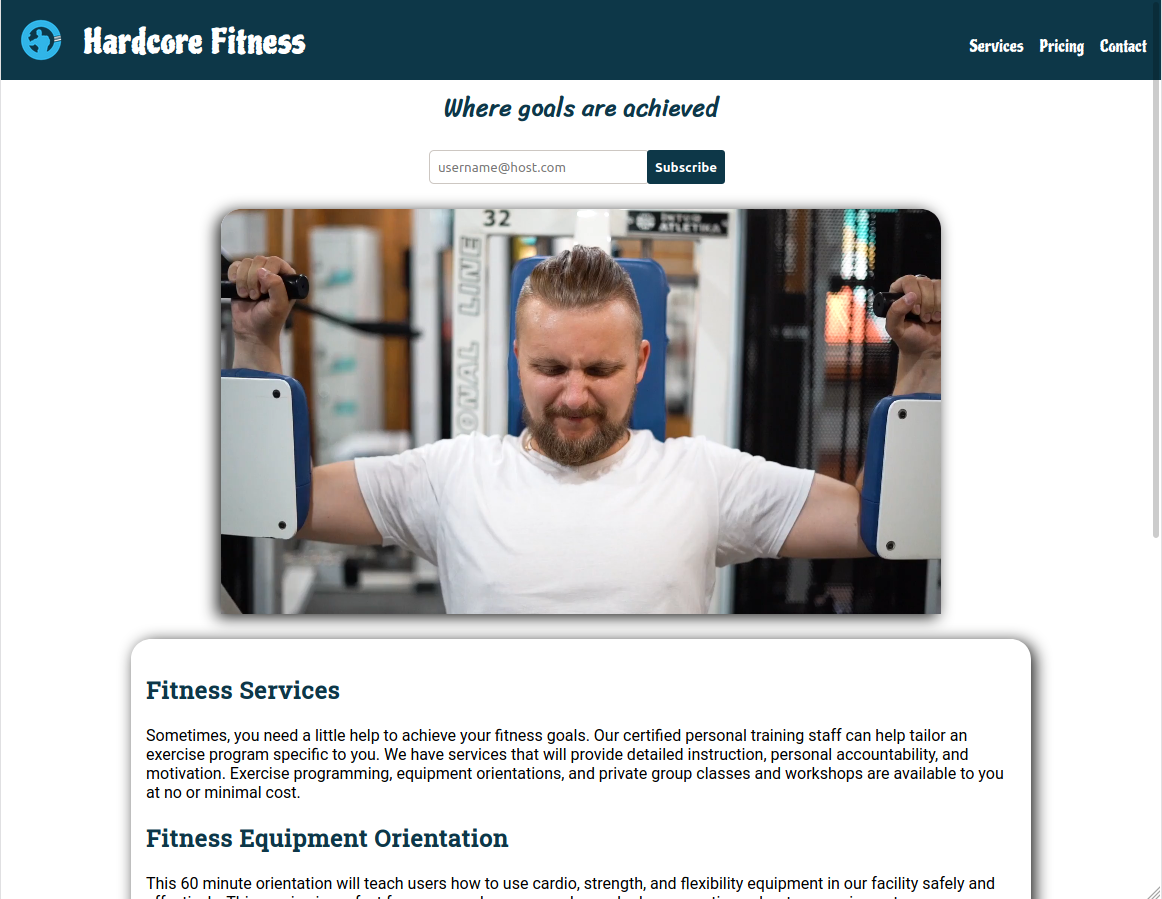 Hardcore Fitness
Services Pricing Contact
Where goals are achieved
username@host.com Subscribe
32
INTER
ATLETIKA
ONAL LINE
Fitness Services
Sometimes, you need a little help to achieve your fitness goals. Our certified personal training staff can help tailor an
exercise program specific to you. We have services that will provide detailed instruction, personal accountability, and
motivation. Exercise programming, equipment orientations, and private group classes and workshops are available to you
at no or minimal cost.
Fitness Equipment Orientation
This 60 minute orientation will teach users how to use cardio, strength, and flexibility equipment in our facility safely and